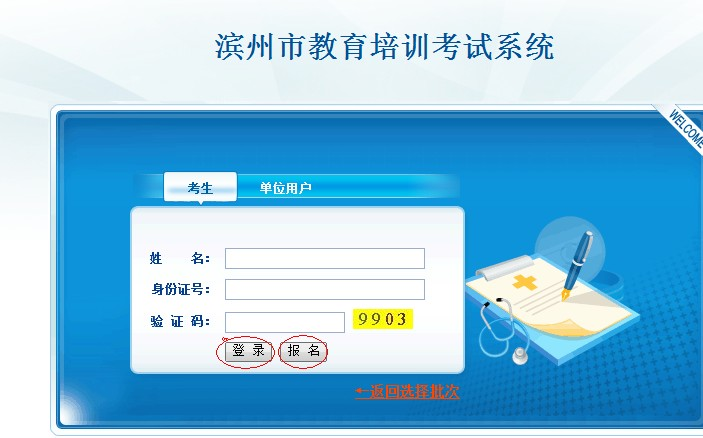 滨州市教育培训考试系统
WELCOME
考生 单位用户
姓 名：
身份证号：
验 证 码： 9903
登 录 报 名
←返回选择批次